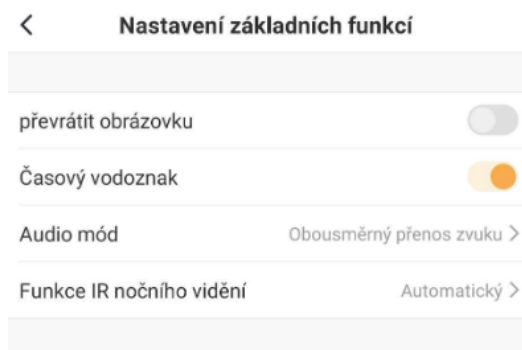 Nastavení základních funkcí
převrátit obrázovku
Časový vodoznak
Audio mód Obousměrný přenos zvuku
Funkce IR nočního vidění Automatický